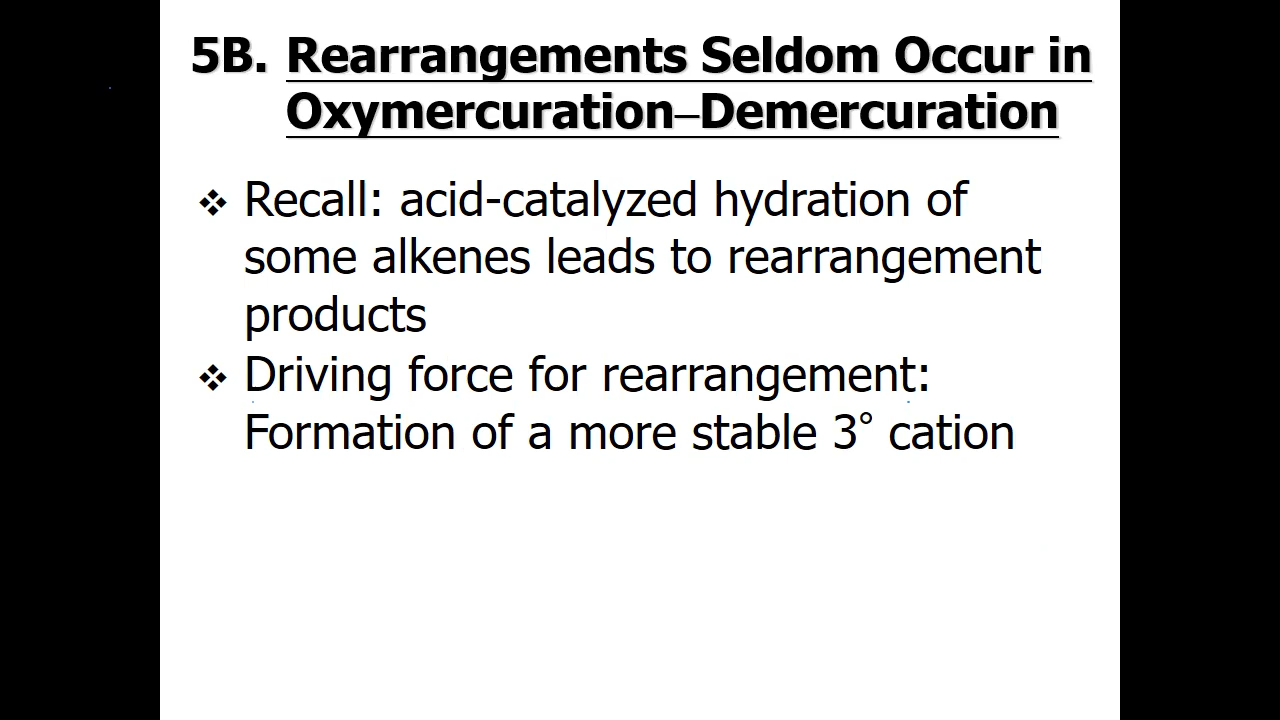 5B. Rearrangements Seldom Occur in
Oxymercuration–Demercuration
❖ Recall: acid-catalyzed hydration of
some alkenes leads to rearrangement
products
❖ Driving force for rearrangement:
Formation of a more stable 3° cation